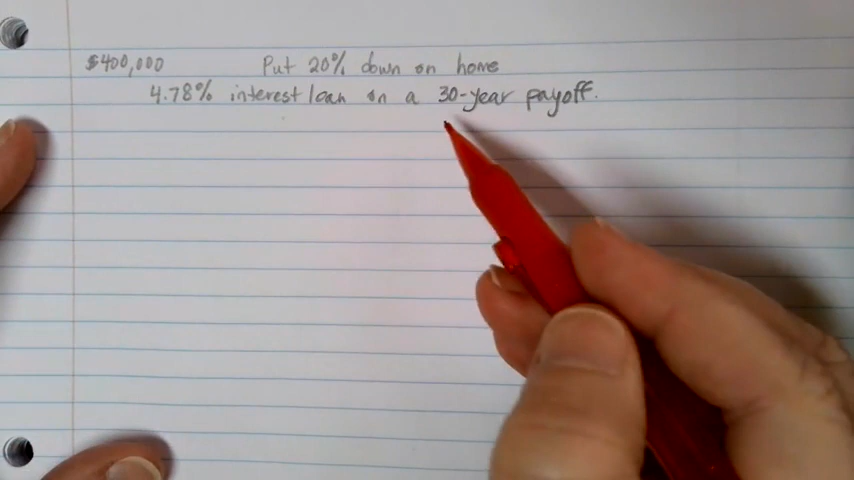 $400,000 Put 20% down on home
4.78% interest loan on a 30-year payoff.